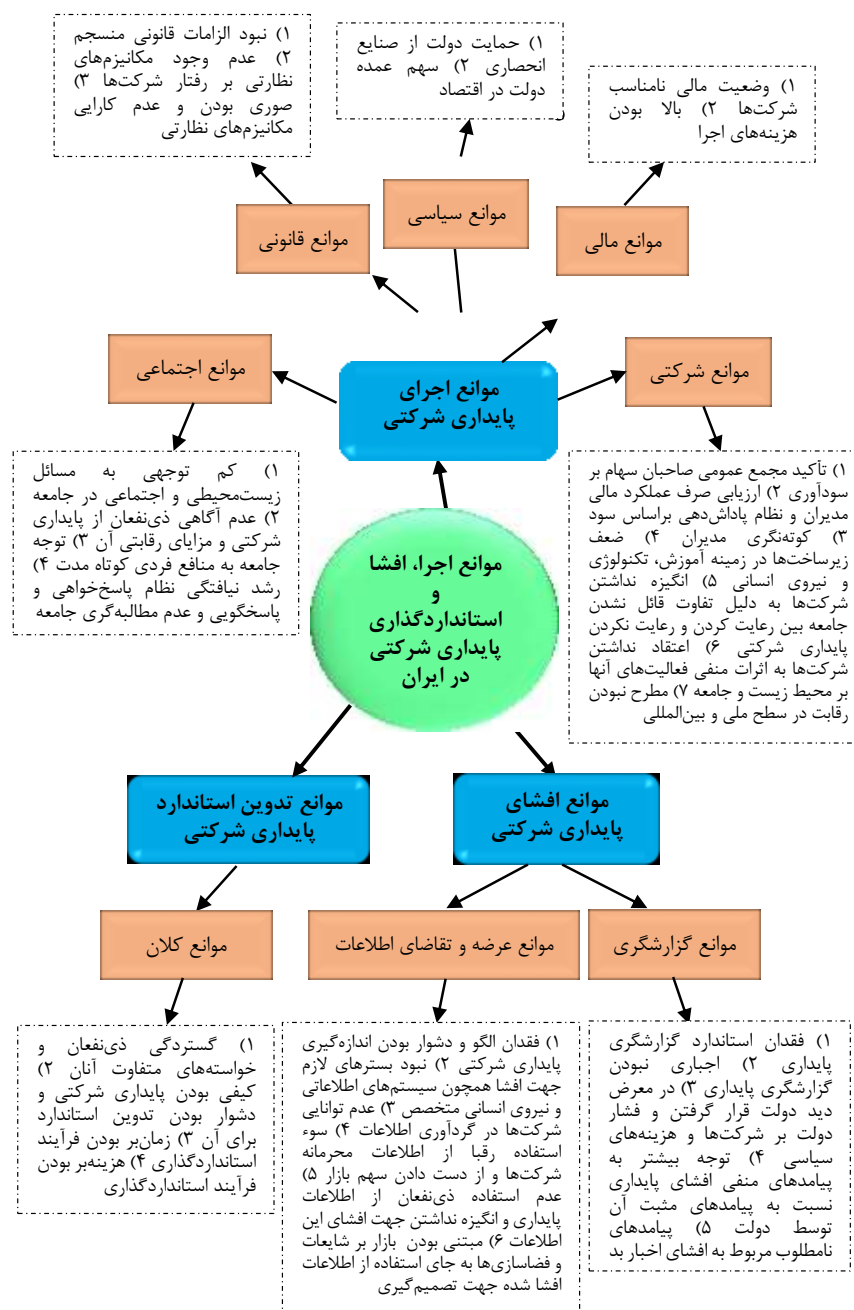 ۱) نبود الزامات قانونی منسجم
۲) عدم وجود مکانیزم‌های
نظارتی بر رفتار شرکت‌ها ۳)
صوری بودن و عدم کارایی
مکانیزم‌های نظارتی
۱) حمایت دولت از صنایع
انحصاری ۲) سهم عمده
دولت در اقتصاد
۱) وضعیت مالی نامناسب
شرکت‌ها ۲) بالا بودن
هزینه‌های اجرا
موانع مالی
موانع سیاسی
موانع قانونی
موانع شرکتی
موانع اجرای
پایداری شرکتی
موانع اجتماعی
۱) تأکید مجمع عمومی صاحبان سهام بر
سودآوری ۲) ارزیابی صرف عملکرد مالی
مدیران و نظام پاداش‌دهی براساس سود
۳) کوته‌نگری مدیران ۴) ضعف
زیرساخت‌ها در زمینه آموزش، تکنولوژی
و نیروی انسانی ۵) انگیزه نداشتن
شرکت‌ها به دلیل تفاوت قائل نشدن
جامعه بین رعایت کردن و رعایت نکردن
پایداری شرکتی ۶) اعتقاد نداشتن
شرکت‌ها به اثرات منفی فعالیت‌های آنها
بر محیط زیست و جامعه ۷) مطرح نبودن
رقابت در سطح ملی و بین‌المللی
۱) کم توجهی به مسائل
زیست‌محیطی و اجتماعی در جامعه
۲) عدم آگاهی ذی‌نفعان از پایداری
شرکتی و مزایای رقابتی آن ۳) توجه
جامعه به منافع فردی کوتاه مدت ۴)
رشد نیافتگی نظام پاسخ‌خواهی و
پاسخگویی و عدم مطالبه‌گری جامعه
موانع اجرا، افشا
و
استانداردگذاری
پایداری شرکتی
در ایران
موانع افشای
پایداری شرکتی
موانع تدوین استاندارد
پایداری شرکتی
موانع گزارشگری
موانع عرضه و تقاضای اطلاعات
موانع کلان
۱) فقدان استاندارد گزارشگری
پایداری ۲) اجباری نبودن
گزارشگری پایداری ۳) در معرض
دید دولت قرار گرفتن و فشار
دولت بر شرکت‌ها و هزینه‌های
سیاسی ۴) توجه بیشتر به
پیامدهای منفی افشای پایداری
نسبت به پیامدهای مثبت آن
توسط دولت ۵) پیامدهای
نامطلوب مربوط به افشای اخبار بد
۱) فقدان الگو و دشوار بودن اندازه‌گیری
پایداری شرکتی ۲) نبود بسترهای لازم
جهت افشا همچون سیستم‌های اطلاعاتی
و نیروی انسانی متخصص ۳) عدم توانایی
شرکت‌ها در گردآوری اطلاعات ۴) سوء
استفاده رقبا از اطلاعات محرمانه
شرکت‌ها و از دست دادن سهم بازار ۵)
عدم استفاده ذی‌نفعان از اطلاعات
پایداری و انگیزه نداشتن جهت افشای این
اطلاعات ۶) مبتنی بودن بازار بر شایعات
و فضاسازی‌ها به جای استفاده از اطلاعات
افشا شده جهت تصمیم‌گیری
۱) گستردگی ذی‌نفعان و
خواسته‌های متفاوت آنان ۲)
کیفی بودن پایداری شرکتی و
دشوار بودن تدوین استاندارد
برای آن ۳) زمان‌بر بودن فرآیند
استانداردگذاری ۴) هزینه‌بر بودن
فرآیند استانداردگذاری